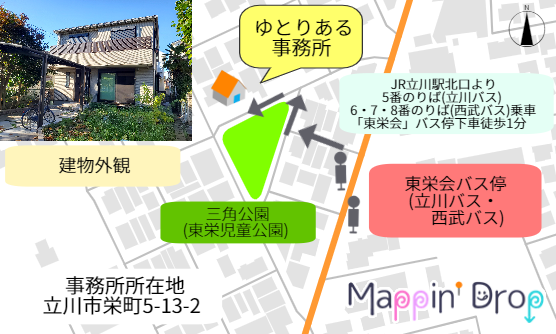 ゆとりある
事務所
N
JR立川駅北口より
5番のりば(立川バス)
6・7・8番のりば(西武バス)乗車
「東栄会」バス停下車徒歩1分
建物外観
東栄会バス停
(立川バス・
西武バス)
三角公園
(東栄児童公園)
事務所所在地
立川市栄町5-13-2
Mappin' Drop